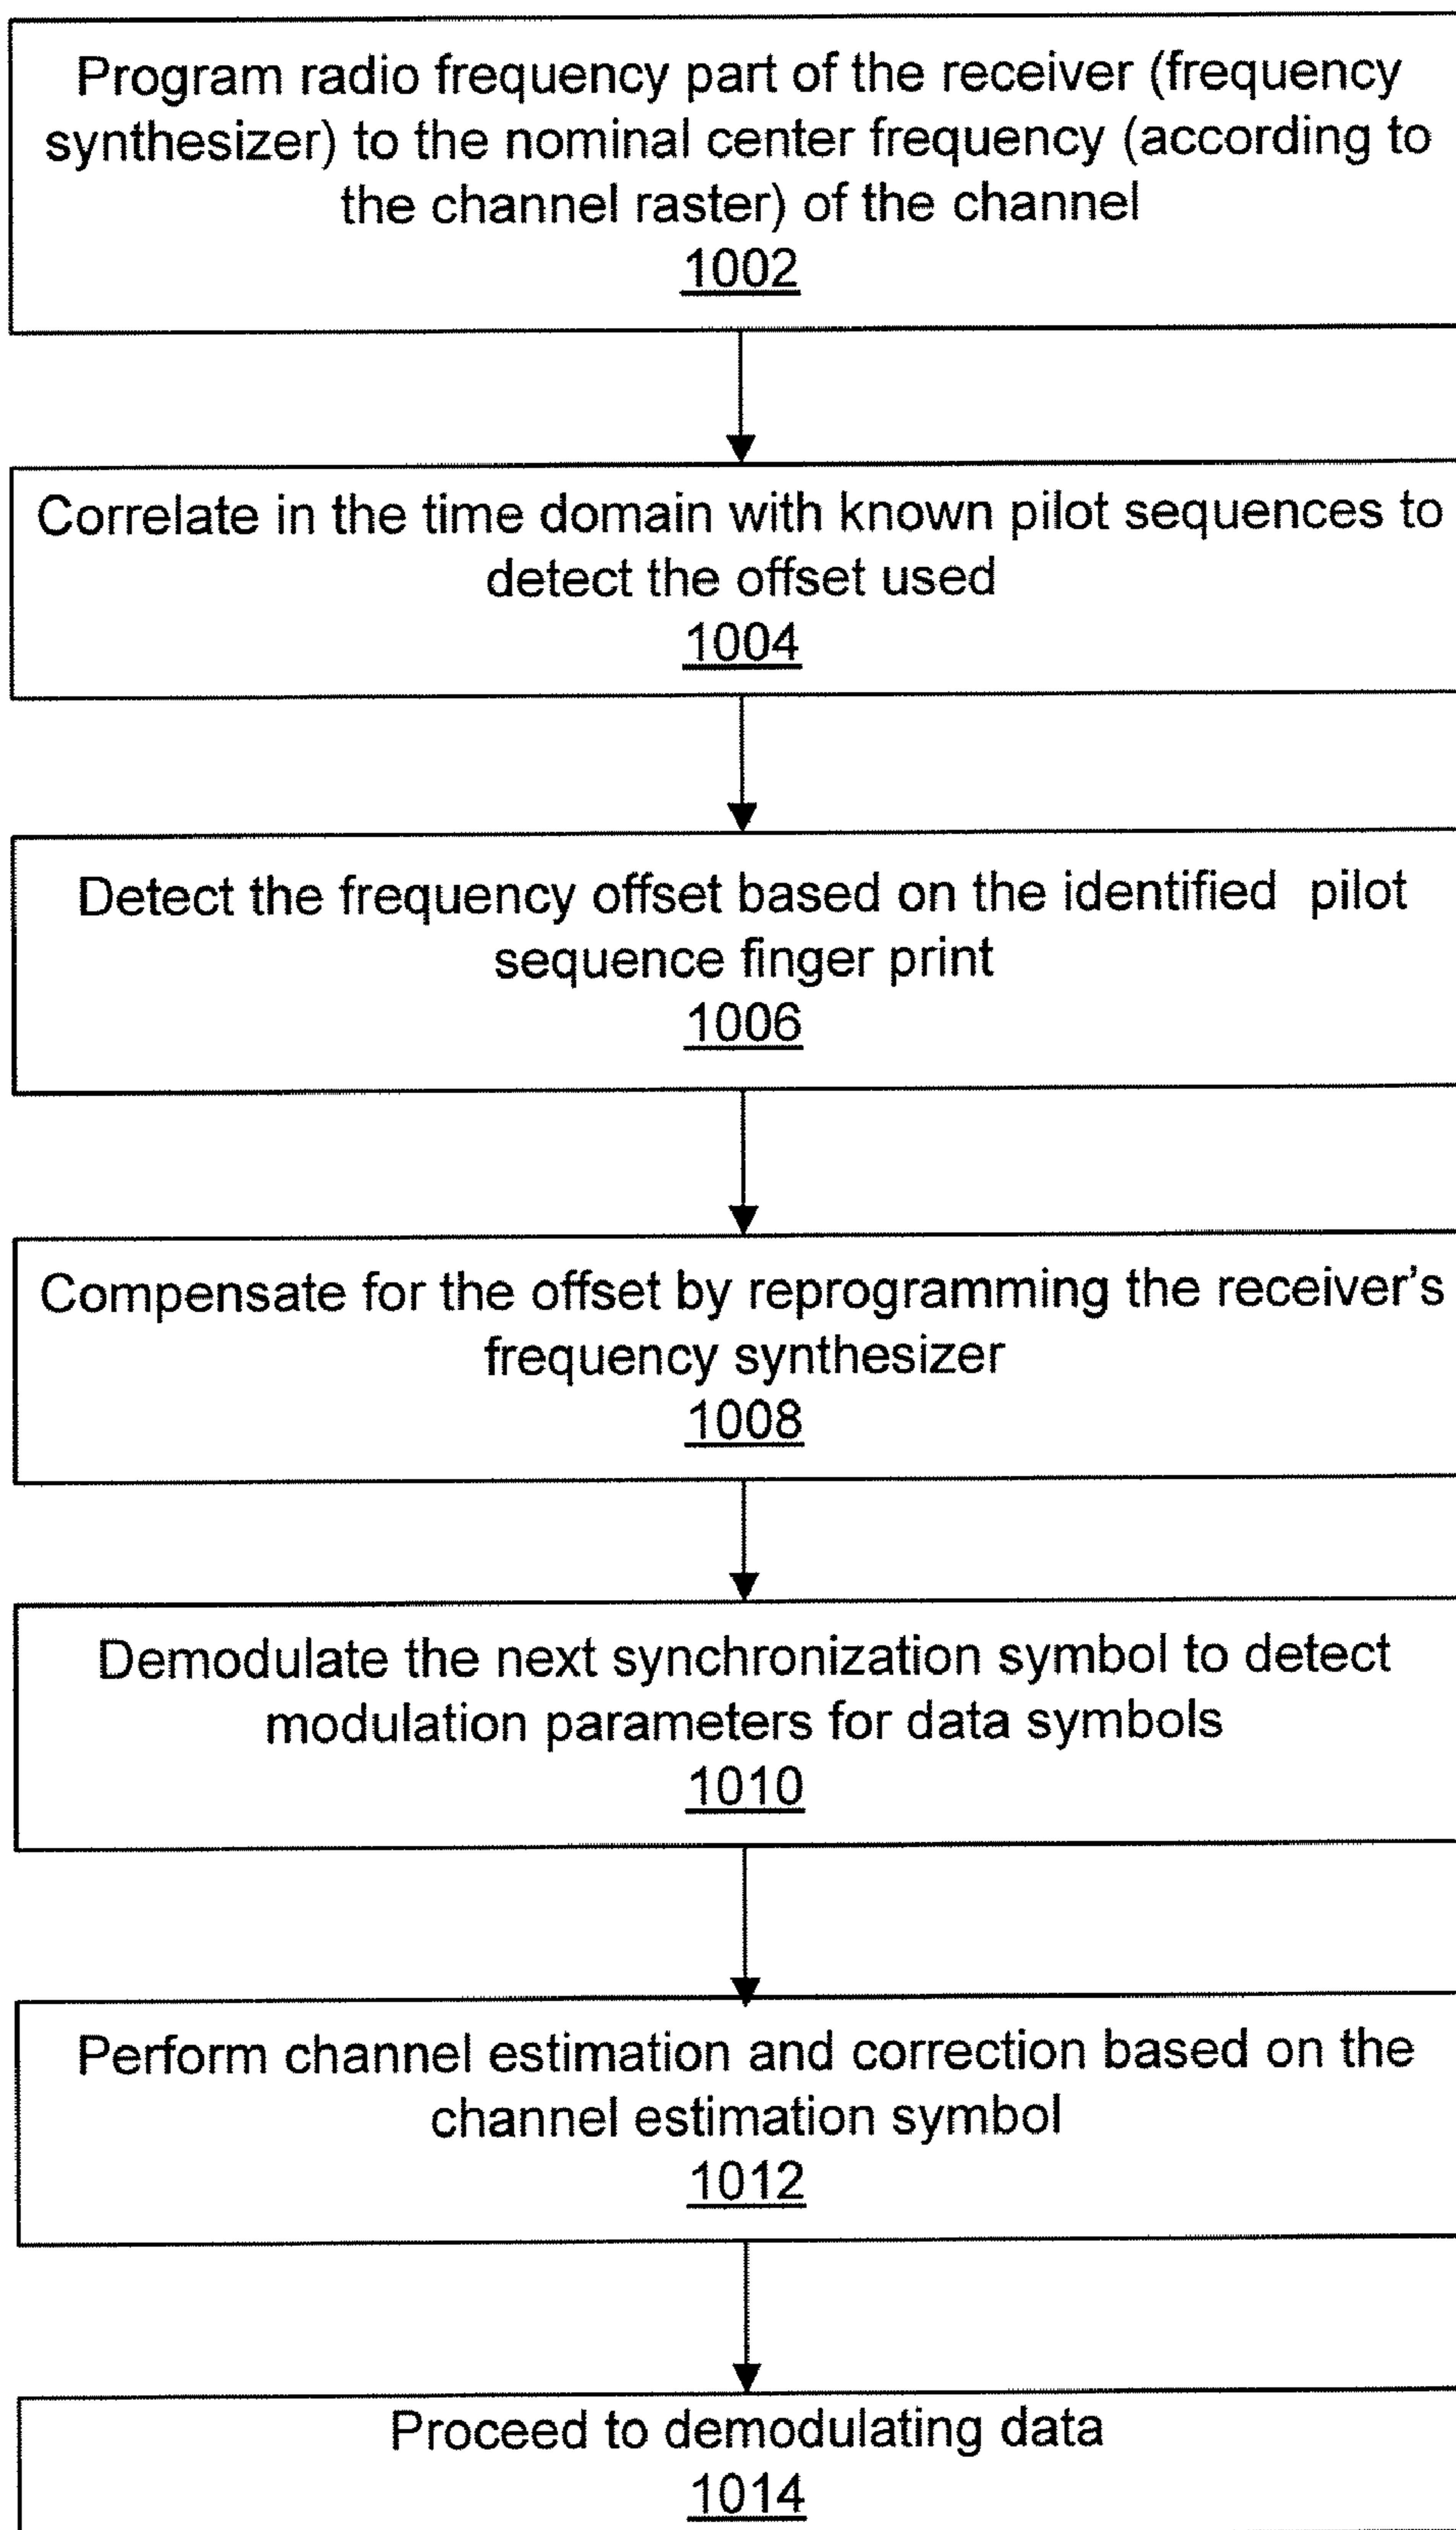 Program radio frequency part of the receiver (frequency
synthesizer) to the nominal center frequency (according to
the channel raster) of the channel
1002
Correlate in the time domain with known pilot sequences to
detect the offset used
1004
Detect the frequency offset based on the identified pilot
sequence finger print
1006
Compensate for the offset by reprogramming the receiver's
frequency synthesizer
1008
Demodulate the next synchronization symbol to detect
modulation parameters for data symbols
1010
Perform channel estimation and correction based on the
channel estimation symbol
1012
Proceed to demodulating data
1014